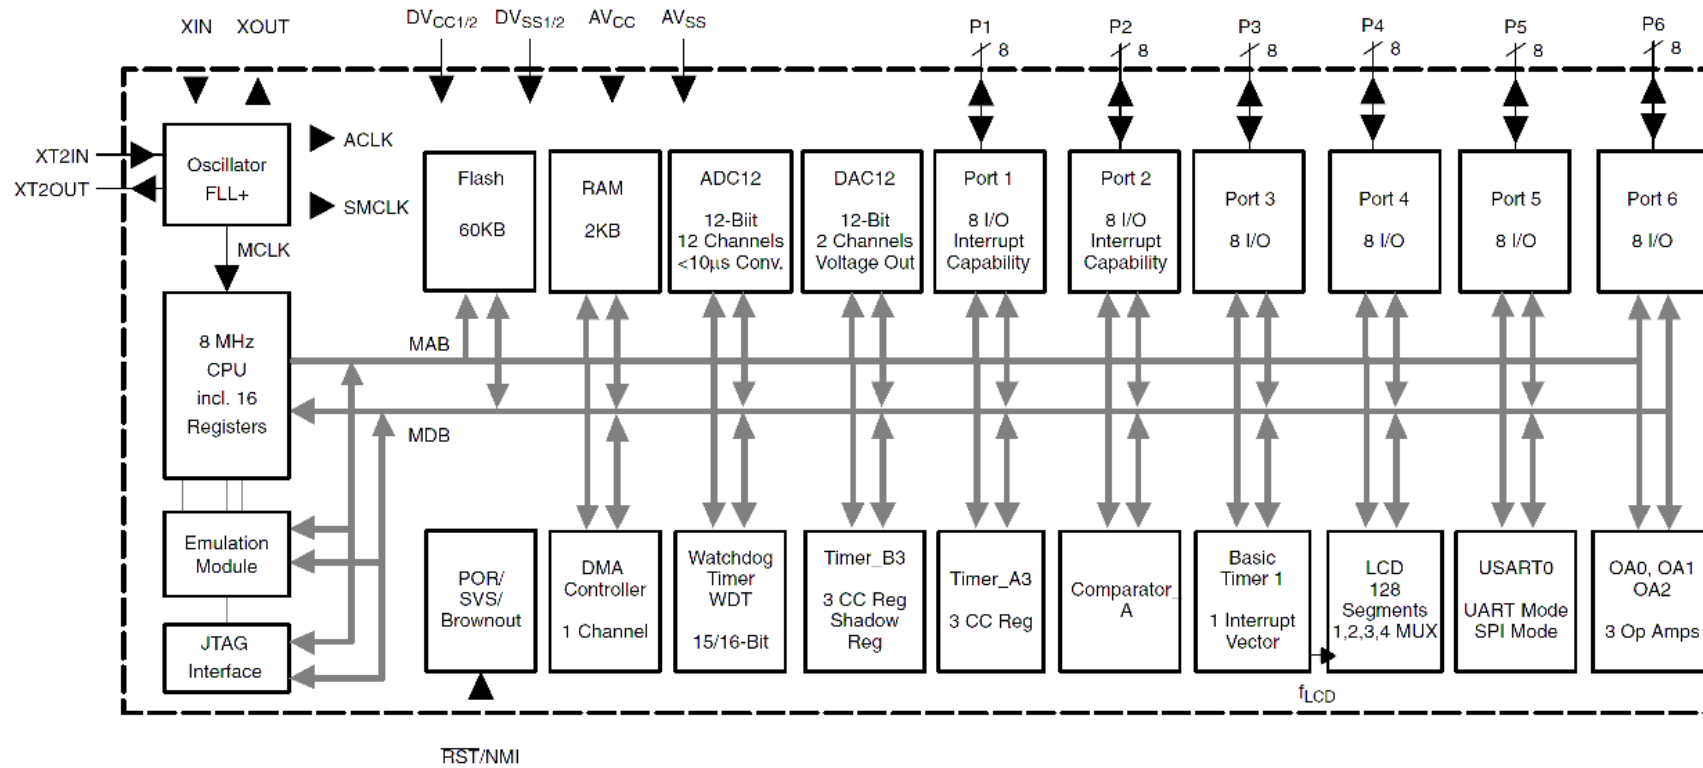 XIN XOUT DVCC1/2 DVSS1/2 AVCC AVSS P1 P2 P3 P4 P5 P6
8 8 8 8 8 8
XT2IN
XT2OUT
Oscillator
FLL+
ACLK
SMCLK
MCLK
Flash
60KB
RAM
2KB
ADC12
12-Biit
12 Channels
<10μs Conv.
DAC12
12-Bit
2 Channels
Voltage Out
Port 1
8 I/O
Interrupt
Capability
Port 2
8 I/O
Interrupt
Capability
Port 3
8 I/O
Port 4
8 I/O
Port 5
8 I/O
Port 6
8 I/O
8 MHz
CPU
incl. 16
Registers
MAB
MDB
Emulation
Module
JTAG
Interface
POR/
SVS/
Brownout
DMA
Controller
1 Channel
Watchdog
Timer
WDT
15/16-Bit
Timer_B3
3 CC Reg
Shadow
Reg
Timer_A3
3 CC Reg
Comparator_
A
Basic
Timer 1
1 Interrupt
Vector
LCD
128
Segments
1,2,3,4 MUX
USART0
UART Mode
SPI Mode
OA0, OA1
OA2
3 Op Amps
fLCD
RST/NMI